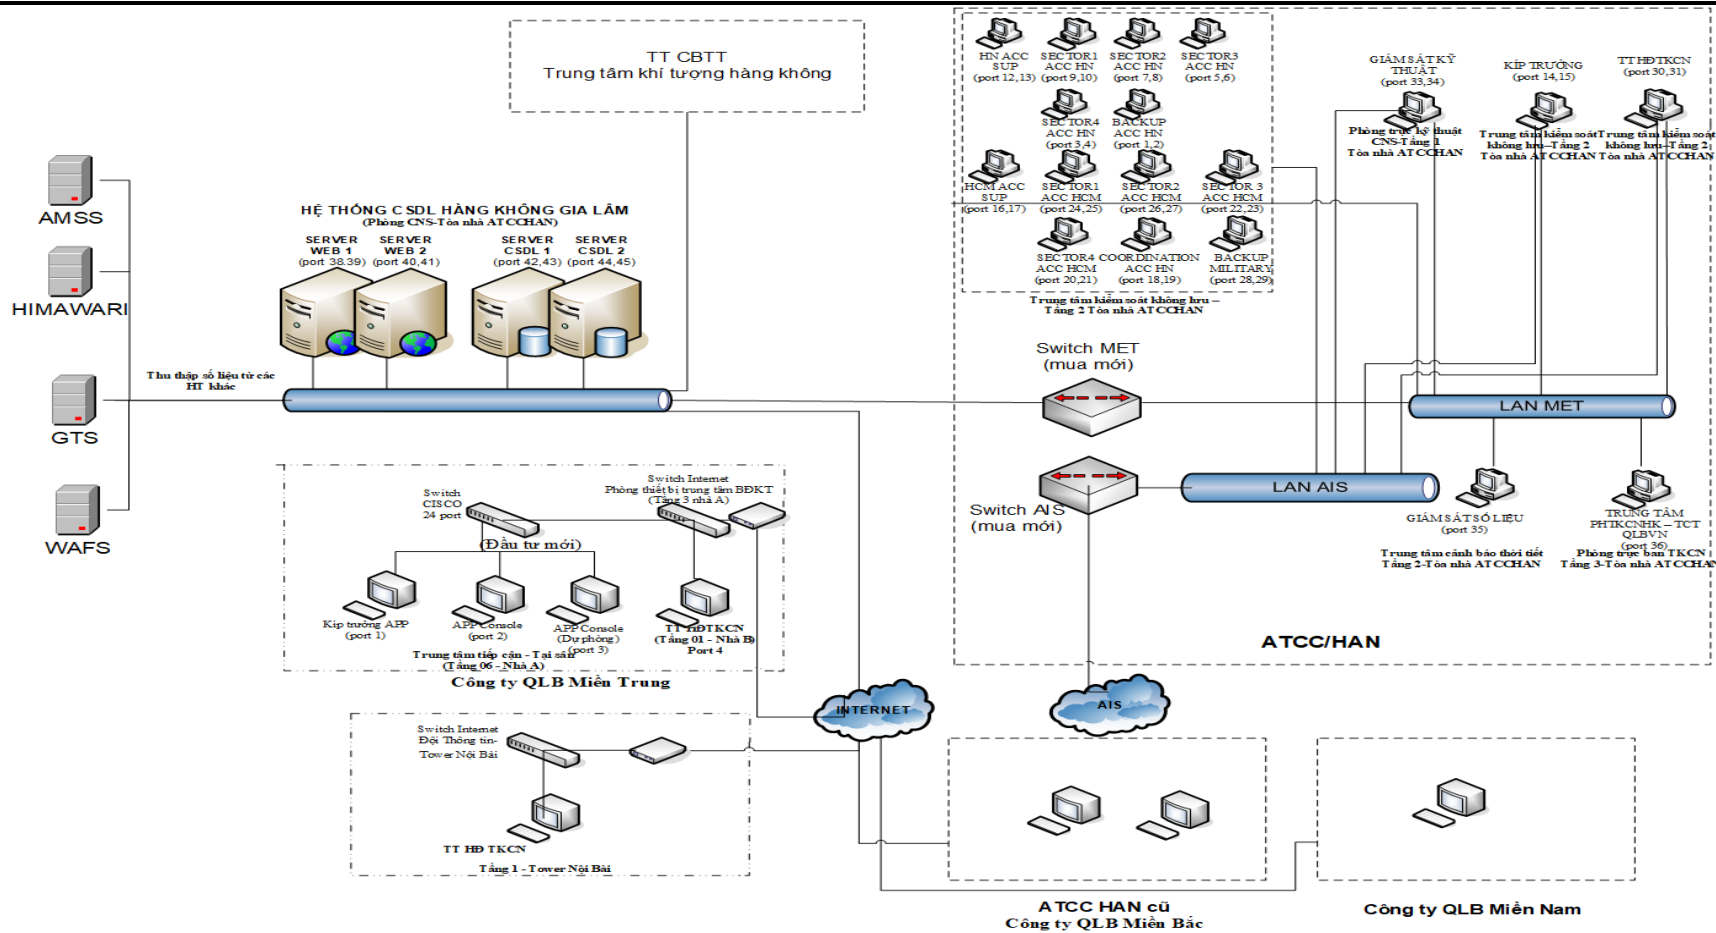 TT CBTT
Trung tâm khí tượng hàng không
AMSS
HIMAWARI
GTS
WAFS
Thu thập số liệu từ các
HT khác
HỆ THỐNG CSDL HÀNG KHÔNG GIA LÂM
(Phòng CNS-Tòa nhà ATCCHAN)
SERVER
WEB 1
(port 38.39)
SERVER
WEB 2
(port 40,41)
SERVER
CSDL 1
(port 42,43)
SERVER
CSDL 2
(port 44,45)
HN ACC
SUP
(port 12,13)
SECTOR1
ACC HN
(port 9,10)
SECTOR2
ACC HN
(port 7,8)
SECTOR3
ACC HN
(port 5,6)
SECTOR4
ACC HN
(port 3,4)
BACKUP
ACC HN
(port 1,2)
HCM ACC
SUP
(port 16,17)
SECTOR1
ACC HCM
(port 24,25)
SECTOR2
ACC HCM
(port 26,27)
SECTOR 3
ACC HCM
(port 22,23)
SECTOR4
ACC HCM
(port 20,21)
COORDINATION
ACC HN
(port 18,19)
BACKUP
MILITARY
(port 28,29)
Trung tâm kiểm soát không lưu –
Tầng 2 Tòa nhà ATCCHAN
GIÁM SÁT KỸ
THUẬT
(port 33,34)
Phòng trực kỹ thuật
CNS-Tầng 1
Tòa nhà ATCCHAN
KÍP TRƯỞNG
(port 14,15)
Trung tâm kiểm soát
không lưu–Tầng 2
Tòa nhà ATCCHAN
TT HĐTKCN
(port 30,31)
Trung tâm kiểm soát
không lưu–Tầng 2
Tòa nhà ATCCHAN
Switch MET
(mua mới)
LAN MET
Switch AIS
(mua mới)
LAN AIS
GIÁM SÁT SỐ LIỆU
(port 35)
Trung tâm cảnh báo thời tiết
Tầng 2-Tòa nhà ATCCHAN
TRUNG TÂM
PHTKCNHK – TCT
QLBVN
(port 36)
Phòng trực ban TKCN
Tầng 3-Tòa nhà ATCCHAN
ATCC/HAN
Switch
CISCO
24 port
(Đầu tư mới)
Switch Internet
Phòng thiết bị trung tâm BĐKT
(Tầng 3 nhà A)
Kíp trưởng APP
(port 1)
APP Console
(port 2)
APP Console
(Dự phòng)
(port 3)
TT HĐTKCN
(Tầng 01 - Nhà B)
Port 4
Trung tâm tiếp cận - Tại sân
(Tầng 06 - Nhà A)
Công ty QLB Miền Trung
INTERNET
AIS
Switch Internet
Đội Thông tin-
Tower Nội Bài
TT HĐ TKCN
Tầng 1 - Tower Nội Bài
ATCC HAN cũ
Công ty QLB Miền Bắc
Công ty QLB Miền Nam